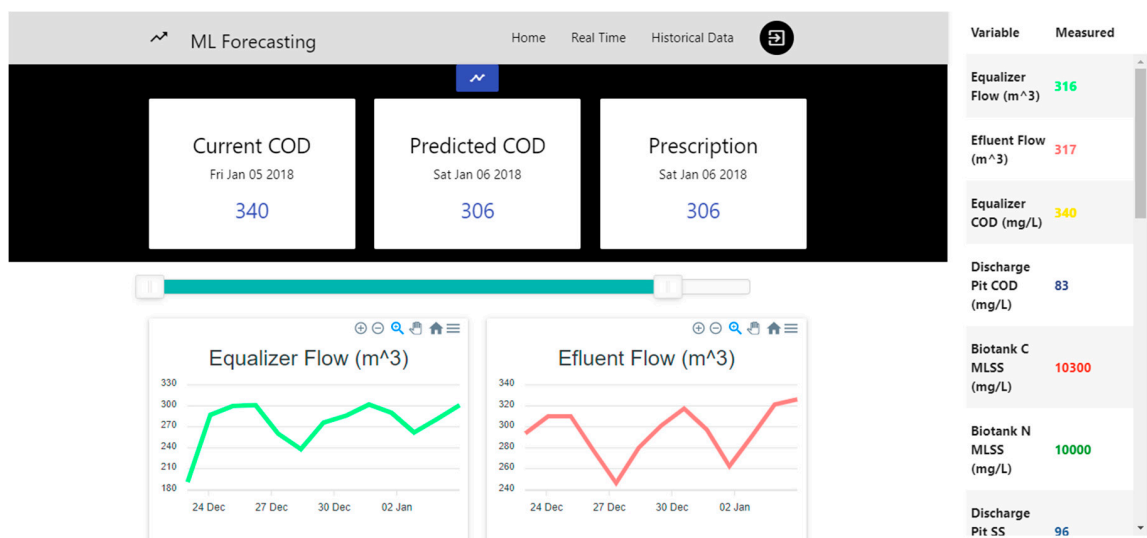 ML Forecasting
Home Real Time Historical Data
Current COD
Fri Jan 05 2018
340
Predicted COD
Sat Jan 06 2018
306
Prescription
Sat Jan 06 2018
306
Equalizer Flow (m^3)
330
300
270
240
210
180
24 Dec 27 Dec 30 Dec 02 Jan
Efluent Flow (m^3)
340
320
300
280
260
240
24 Dec 27 Dec 30 Dec 02 Jan
Variable Measured
Equalizer
Flow (m^3)
316
Efluent Flow
(m^3)
317
Equalizer
COD (mg/L)
340
Discharge
Pit COD
(mg/L)
83
Biotank C
MLSS
(mg/L)
10300
Biotank N
MLSS
(mg/L)
10000
Discharge
Pit SS
96